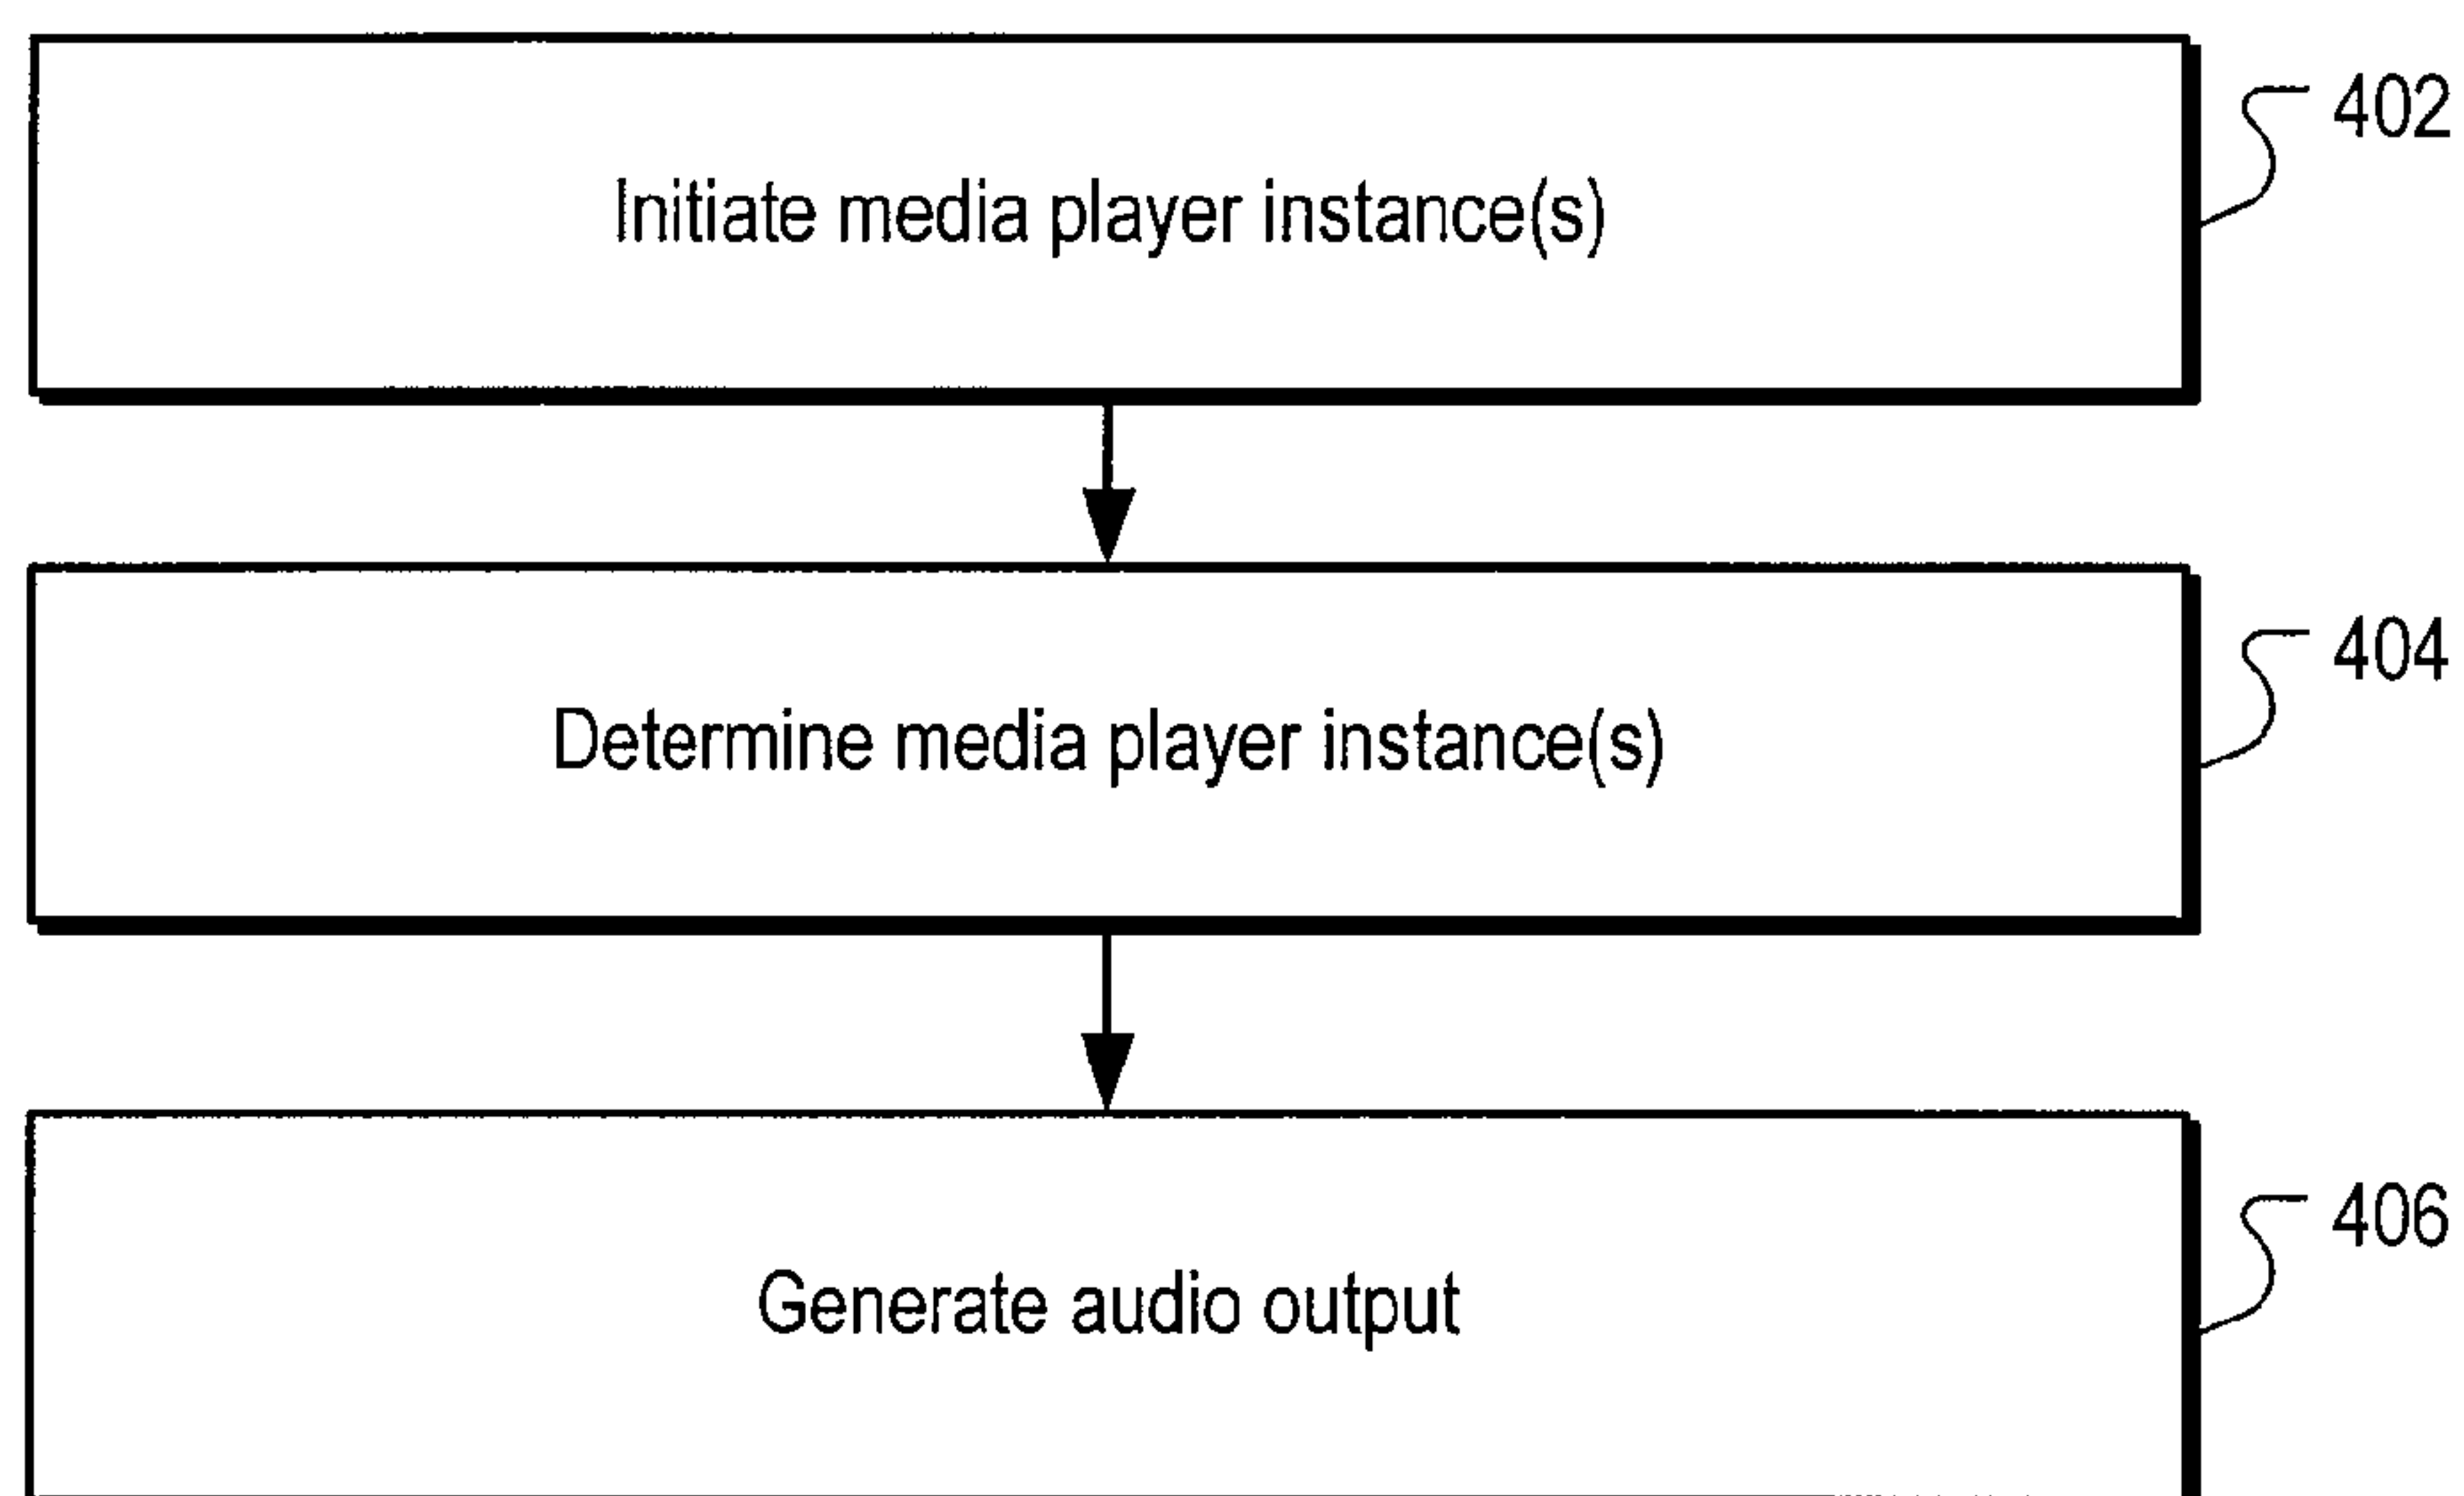 402
Initiate media player instance(s)
404
Determine media player instance(s)
406
Generate audio output